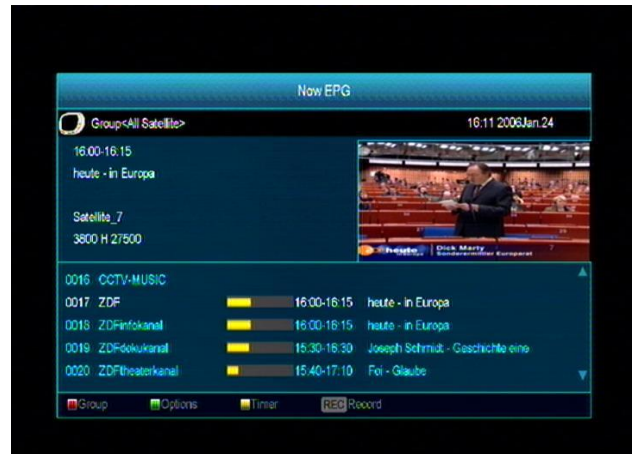 Now EPG
Group<All Satellite>
16:11 2006Jan.24
16:00-16:15
heute - in Europa
Satellite_7
3800 H 27500
heute
Dick Marty
Sonderermittler Europarat
0016 CCTV-MUSIC
0017 ZDF 16:00-16:15 heute - in Europa
0018 ZDFinfokanal 16:00-16:15 heute - in Europa
0019 ZDFdokukanal 15:30-16:30 Joseph Schmidt - Geschichte eine
0020 ZDFtheaterkanal 15:40-17:10 Foi - Glaube
Group Options Timer REC Record